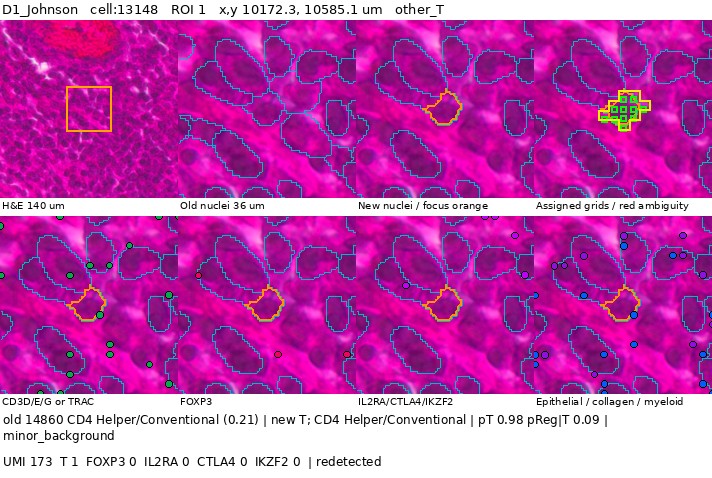 D1_Johnson   cell:13148   ROI 1   x,y 10172.3, 10585.1 um   other_T
H&E 140 um
Old nuclei 36 um
New nuclei / focus orange
Assigned grids / red ambiguity
CD3D/E/G or TRAC
FOXP3
IL2RA/CTLA4/IKZF2
Epithelial / collagen / myeloid
old 14860 CD4 Helper/Conventional (0.21) | new T; CD4 Helper/Conventional | pT 0.98 pReg|T 0.09 |
minor_background
UMI 173  T 1  FOXP3 0  IL2RA 0  CTLA4 0  IKZF2 0  | redetected